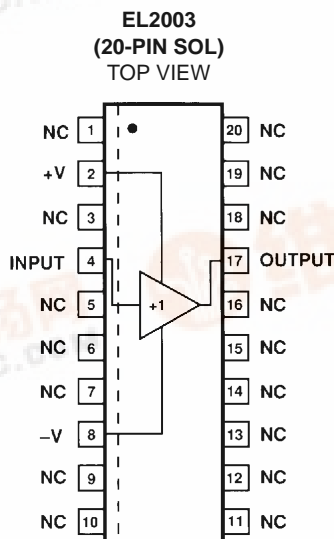 EL2003
(20-PIN SOL)
TOP VIEW
NC 1 20 NC
+V 2 19 NC
NC 3 18 NC
INPUT 4 17 OUTPUT
+1
NC 5 16 NC
NC 6 15 NC
NC 7 14 NC
–V 8 13 NC
NC 9 12 NC
NC 10 11 NC